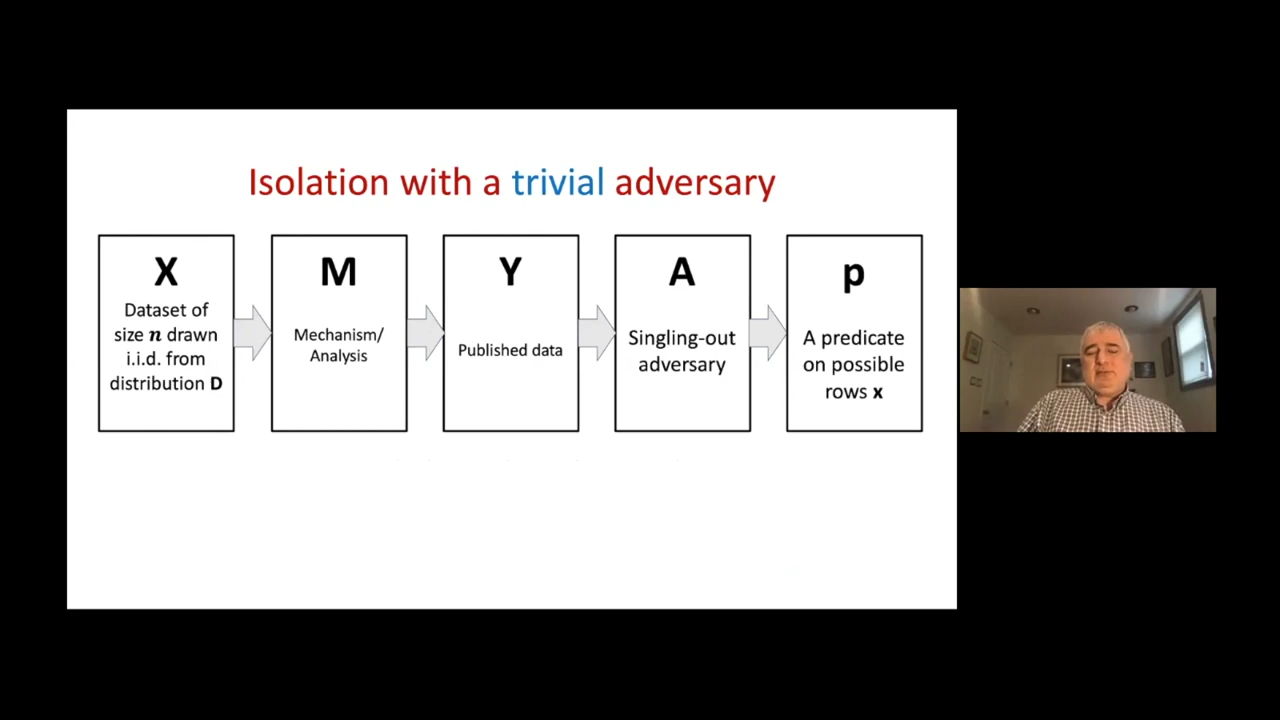 Isolation with a trivial adversary
X
Dataset of
size n drawn
i.i.d. from
distribution D
M
Mechanism/
Analysis
Y
Published data
A
Singling-out
adversary
p
A predicate
on possible
rows x